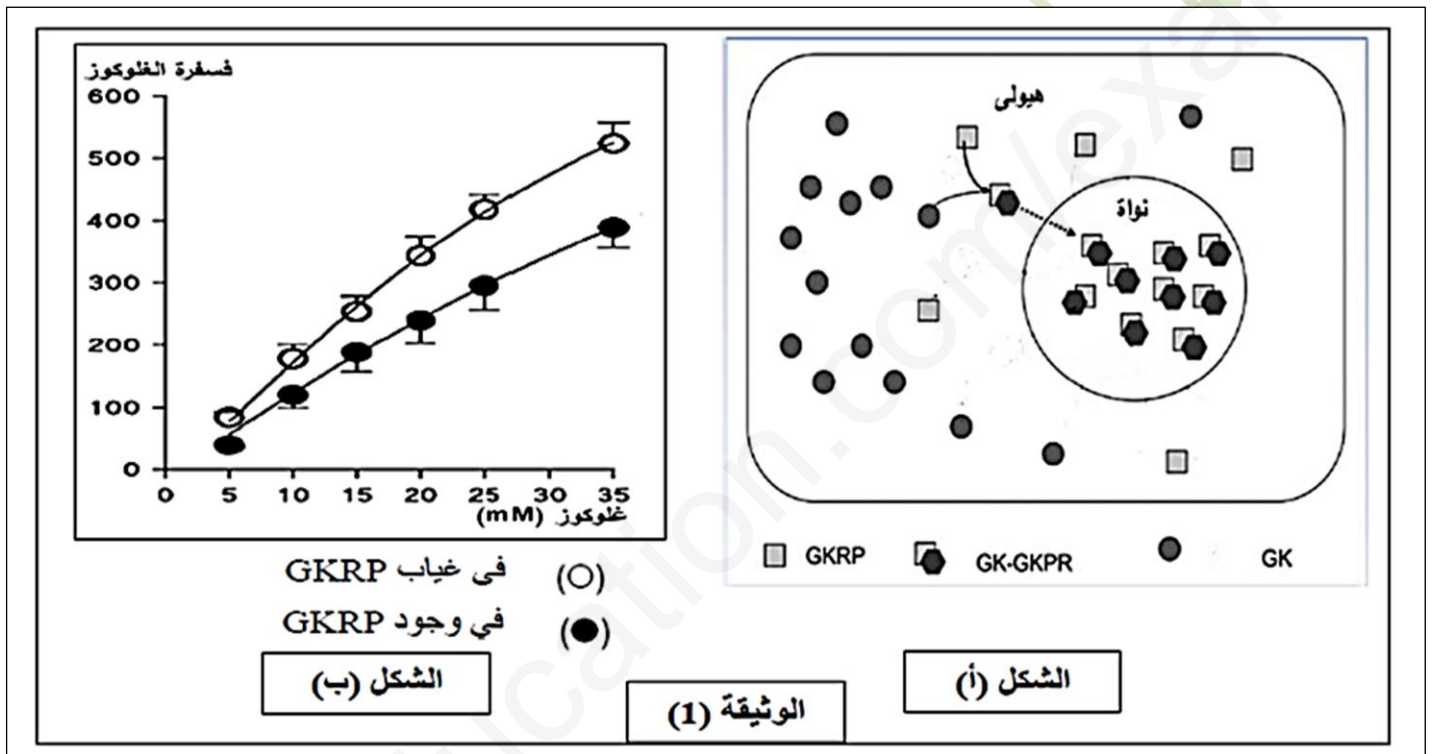 فسفرة الغلوكوز
600
500
400
300
200
100
0
0 5 10 15 20 25 30 35
غلوكوز (mM)
(○) في غياب GKRP
(●) في وجود GKRP
الشكل (ب)
هيولى
نواة
GKRP
GK-GKPR
GK
الشكل (أ)
الوثيقة (1)